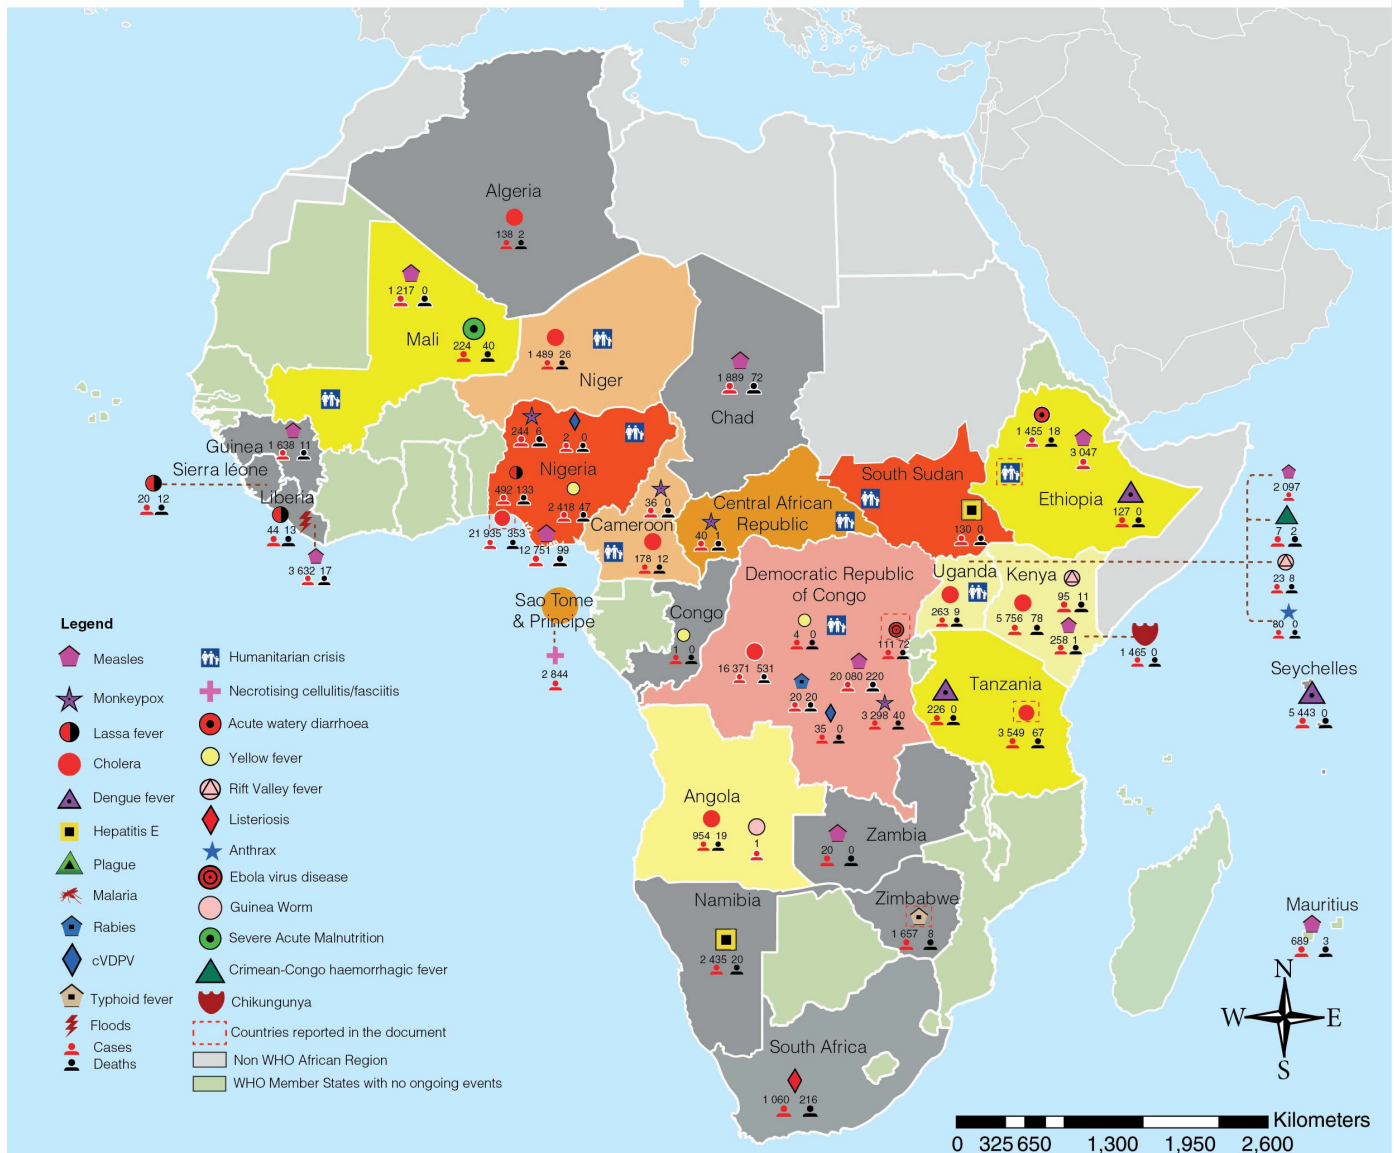 Algeria
138 2
1 217 0
Mali
224 40
1 489 26
Niger
1 889 72
Chad
Guinea
1 638 11
Sierra léone
20 12
Liberia
44 13
3 632 17
244 6
2 0
Nigeria
492 133
2 418 47
21 935 353
12 751 99
Cameroon
36 0
178 12
Central African
Republic
40 1
South Sudan
130 0
1 455 18
3 047
Ethiopia
127 0
2 097
7 2
23 8
80 0
Uganda
263 9
Kenya
95 11
5 756 78
258 1
1 465 0
Sao Tome
& Principe
2 844
Congo
1 0
Democratic Republic
of Congo
4 0
111 72
16 371 531
20 080 220
20 20
3 298 40
35 0
Tanzania
226 0
3 549 67
Seychelles
5 443 0
Angola
954 19
1
Zambia
20 0
Namibia
2 435 20
Zimbabwe
1 657 8
Mauritius
689 3
South Africa
1 060 216
Legend
Measles
Monkeypox
Lassa fever
Cholera
Dengue fever
Hepatitis E
Plague
Malaria
Rabies
cVDPV
Typhoid fever
Floods
Cases
Deaths
Humanitarian crisis
Necrotising cellulitis/fasciitis
Acute watery diarrhoea
Yellow fever
Rift Valley fever
Listeriosis
Anthrax
Ebola virus disease
Guinea Worm
Severe Acute Malnutrition
Crimean-Congo haemorrhagic fever
Chikungunya
Countries reported in the document
Non WHO African Region
WHO Member States with no ongoing events
N
W E
S
Kilometers
0 325 650 1,300 1,950 2,600